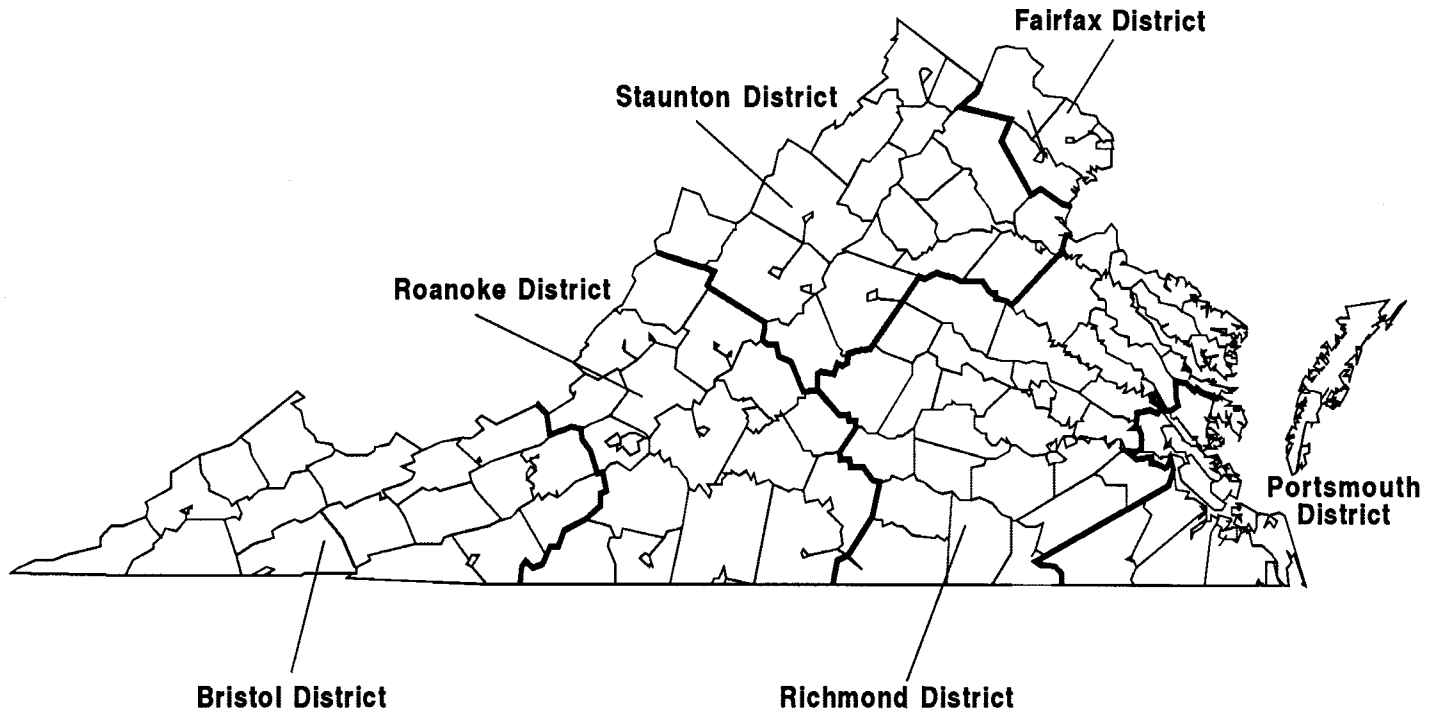 Fairfax District
Staunton District
Roanoke District
Portsmouth
District
Bristol District
Richmond District